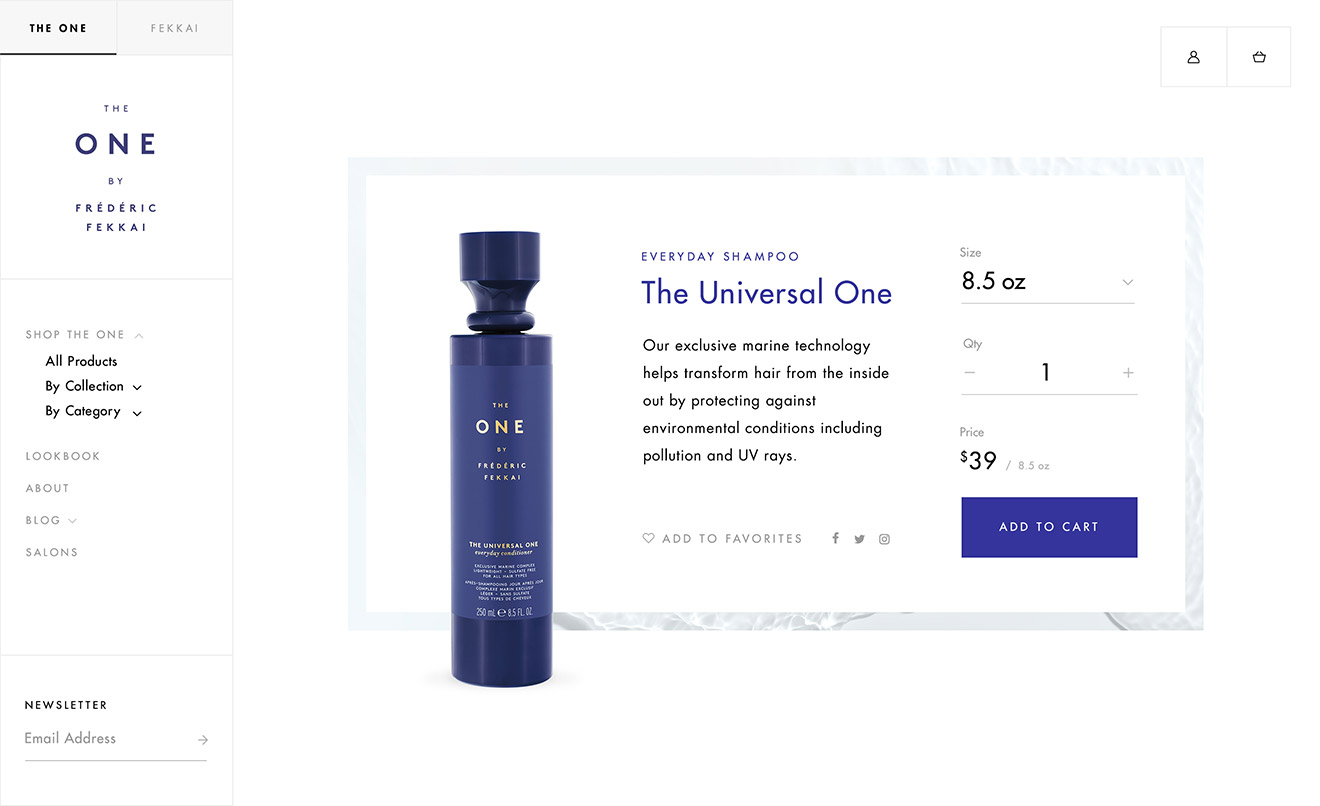 THE ONE
FEKKAI
THE
ONE
BY
FRÉDÉRIC
FEKKAI
SHOP THE ONE
All Products
By Collection
By Category
LOOKBOOK
ABOUT
BLOG
SALONS
NEWSLETTER
Email Address
THE
ONE
BY
FRÉDÉRIC
FEKKAI
THE UNIVERSAL ONE
everyday conditioner
EXCLUSIVE MARINE COMPLEX
LIGHTWEIGHT - SULFATE FREE
FOR ALL HAIR TYPES
APRÈS-SHAMPOOING JOUR APRÈS JOUR
COMPLEXE MARIN EXCLUSIF
LÉGER - SANS SULFATE
TOUS TYPES DE CHEVEUX
250 mL ℮ 8.5 FL. OZ.
EVERYDAY SHAMPOO
The Universal One
Our exclusive marine technology
helps transform hair from the inside
out by protecting against
environmental conditions including
pollution and UV rays.
ADD TO FAVORITES
Size
8.5 oz
Qty
1
Price
$39 / 8.5 oz
ADD TO CART